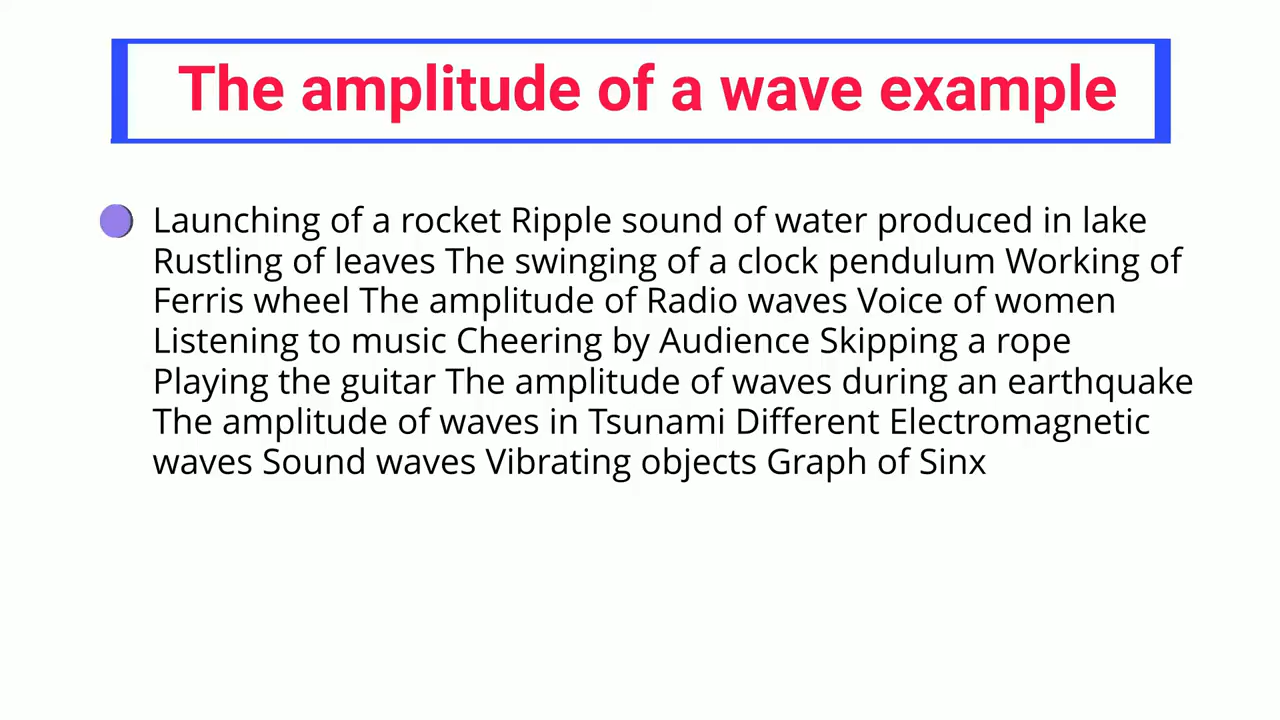 The amplitude of a wave example
Launching of a rocket Ripple sound of water produced in lake
Rustling of leaves The swinging of a clock pendulum Working of
Ferris wheel The amplitude of Radio waves Voice of women
Listening to music Cheering by Audience Skipping a rope
Playing the guitar The amplitude of waves during an earthquake
The amplitude of waves in Tsunami Different Electromagnetic
waves Sound waves Vibrating objects Graph of Sinx